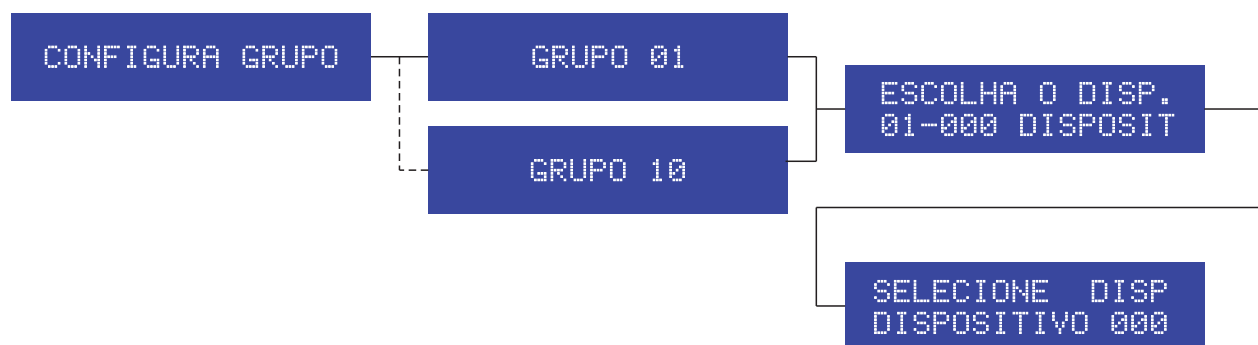 CONFIGURA GRUPO
GRUPO 01
GRUPO 10
ESCOLHA O DISP.
01-000 DISPOSIT
SELECIONE DISP
DISPOSITIVO 000